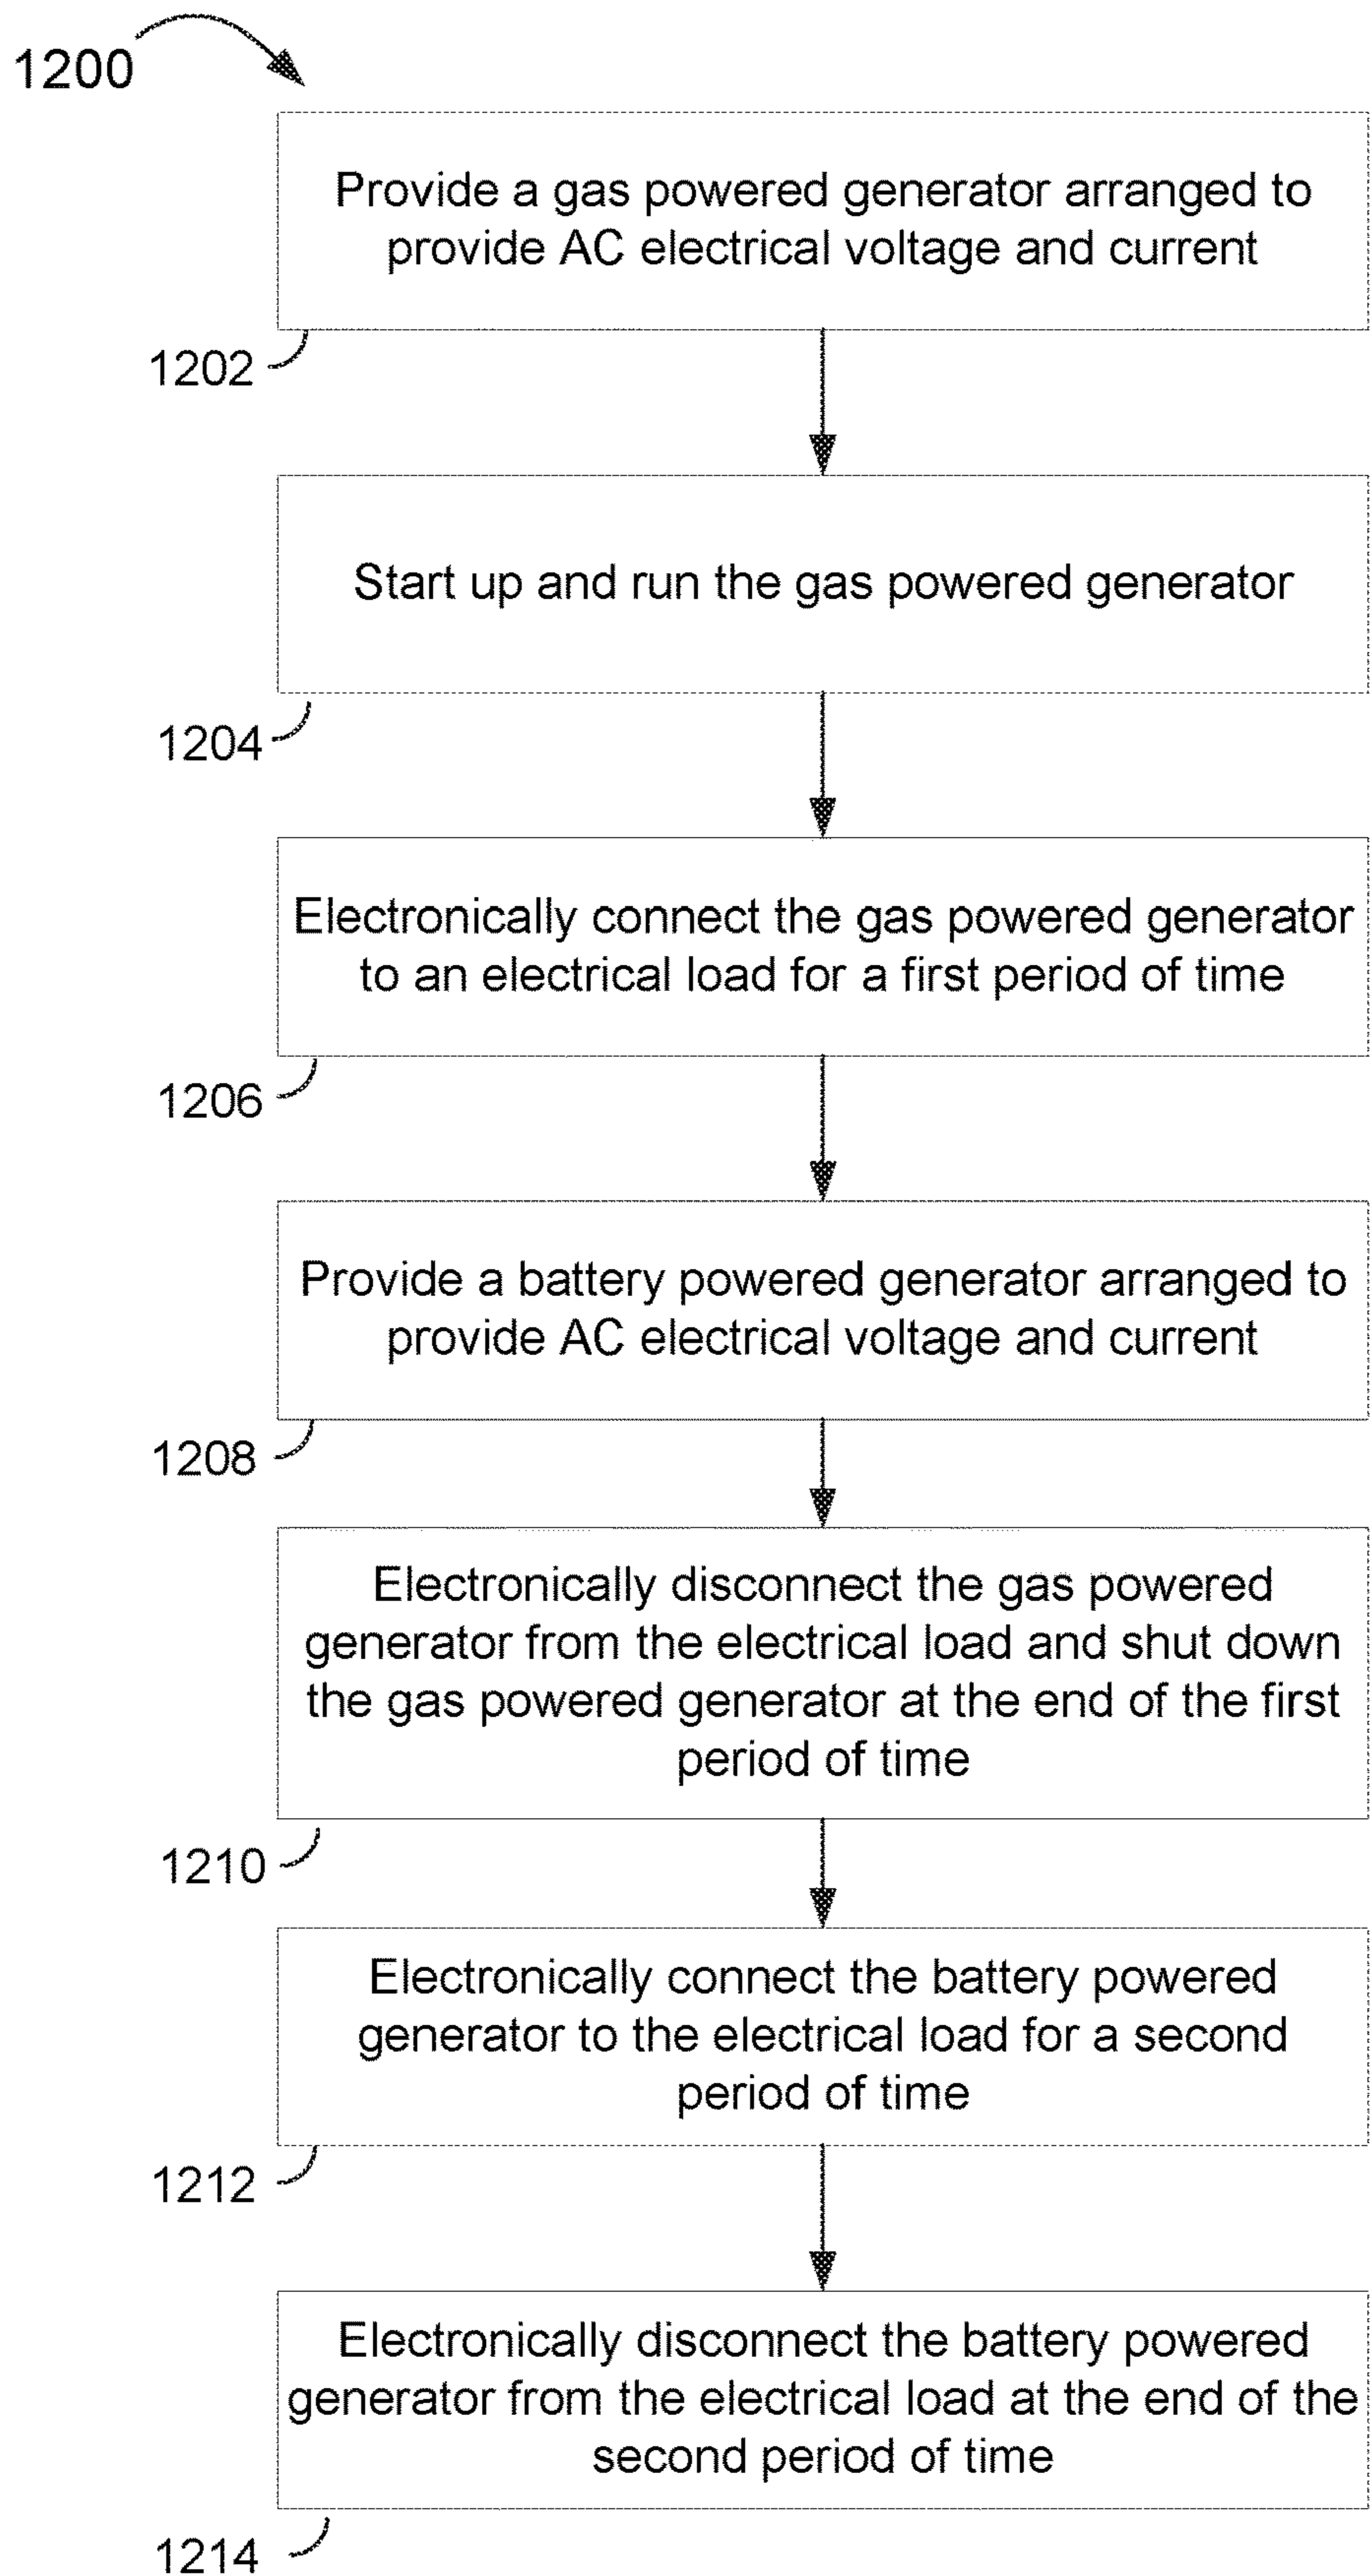 1200
Provide a gas powered generator arranged to
provide AC electrical voltage and current
1202
Start up and run the gas powered generator
1204
Electronically connect the gas powered generator
to an electrical load for a first period of time
1206
Provide a battery powered generator arranged to
provide AC electrical voltage and current
1208
Electronically disconnect the gas powered
generator from the electrical load and shut down
the gas powered generator at the end of the first
period of time
1210
Electronically connect the battery powered
generator to the electrical load for a second
period of time
1212
Electronically disconnect the battery powered
generator from the electrical load at the end of the
second period of time
1214